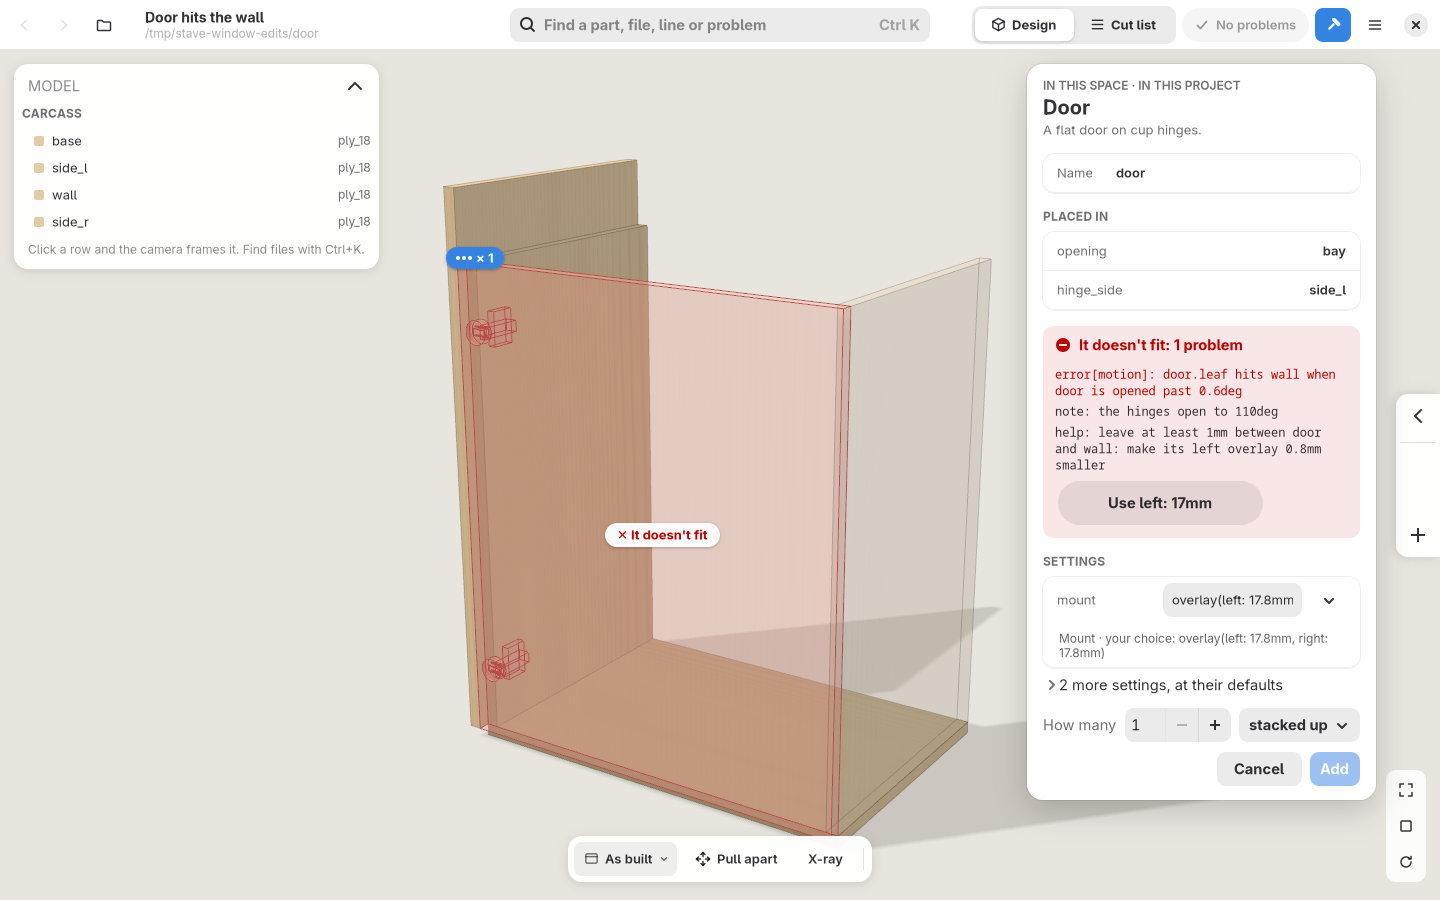 Door hits the wall
/tmp/stave-window-edits/door
Find a part, file, line or problem
Ctrl K
Design
Cut list
No problems
MODEL
CARCASS
base ply_18
side_l ply_18
wall ply_18
side_r ply_18
Click a row and the camera frames it. Find files with Ctrl+K.
••• × 1
× It doesn't fit
IN THIS SPACE · IN THIS PROJECT
Door
A flat door on cup hinges.
Name door
PLACED IN
opening bay
hinge_side side_l
It doesn't fit: 1 problem
error[motion]: door.leaf hits wall when
door is opened past 0.6deg
note: the hinges open to 110deg
help: leave at least 1mm between door
and wall: make its left overlay 0.8mm
smaller
Use left: 17mm
SETTINGS
mount overlay(left: 17.8mm
Mount · your choice: overlay(left: 17.8mm, right:
17.8mm)
2 more settings, at their defaults
How many 1 − + stacked up
Cancel Add
As built
Pull apart
X-ray